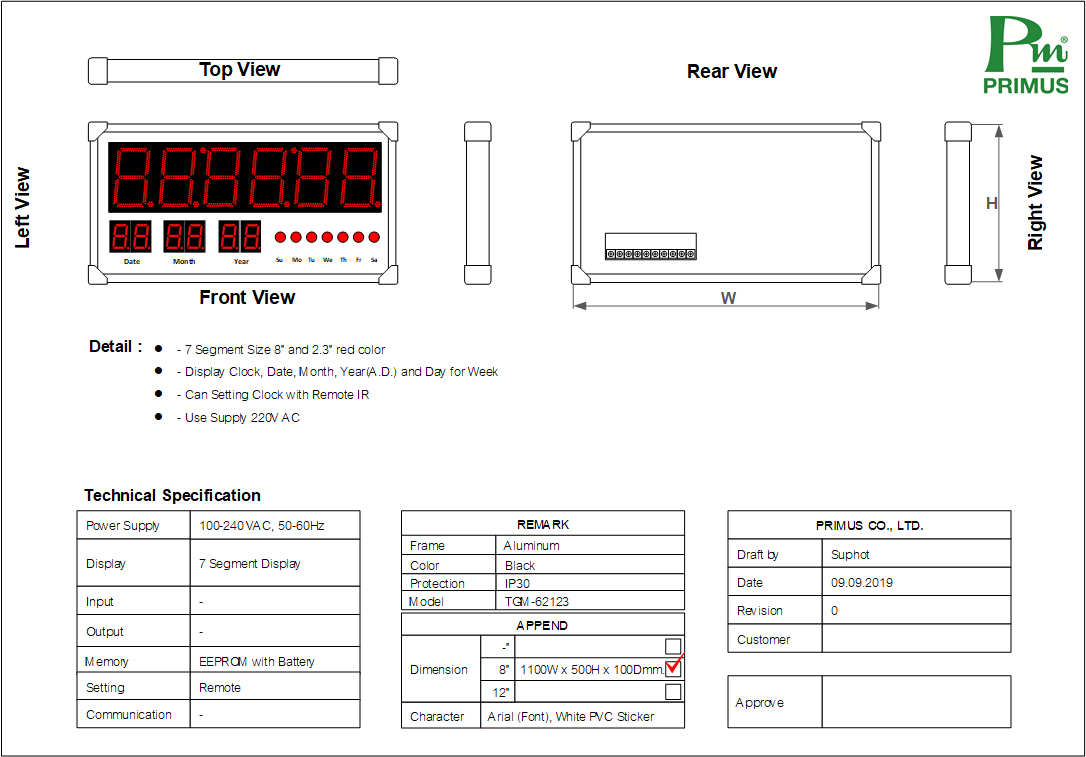 Pm®
PRIMUS
Top View
Rear View
Left View
Right View
H
Date Month Year Su Mo Tu We Th Fr Sa
Front View
W
Detail :
● - 7 Segment Size 8" and 2.3" red color
● - Display Clock, Date, Month, Year(A.D.) and Day for Week
● - Can Setting Clock with Remote IR
● - Use Supply 220V AC
Technical Specification
Power Supply 100-240 VAC, 50-60Hz
Display 7 Segment Display
Input -
Output -
Memory EEPROM with Battery
Setting Remote
Communication -
REMARK
Frame Aluminum
Color Black
Protection IP30
Model TGM-62123
APPEND
Dimension
-"
8" 1100W x 500H x 100Dmm.
12"
Character Arial (Font), White PVC Sticker
PRIMUS CO., LTD.
Draft by Suphot
Date 09.09.2019
Revision 0
Customer
Approve